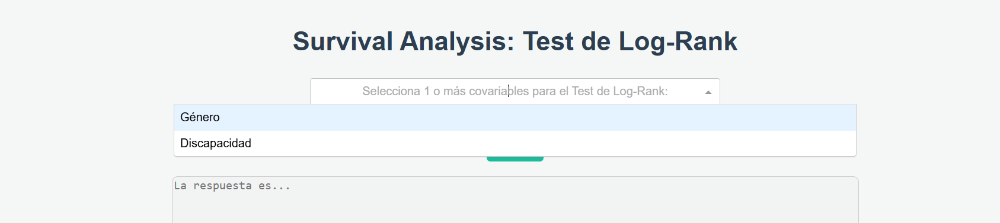 Survival Analysis: Test de Log-Rank
Selecciona 1 o más covariables para el Test de Log-Rank:
Género
Discapacidad
La respuesta es...